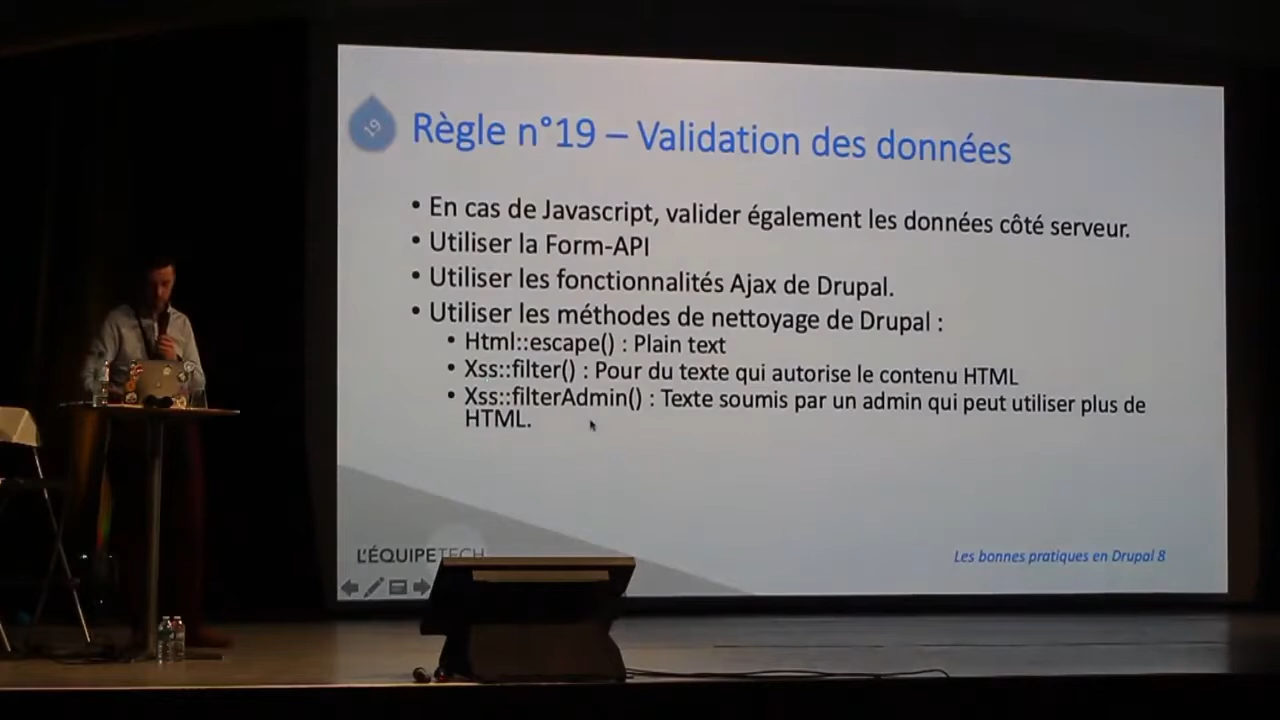 19
Règle n°19 – Validation des données
• En cas de Javascript, valider également les données côté serveur.
• Utiliser la Form-API
• Utiliser les fonctionnalités Ajax de Drupal.
• Utiliser les méthodes de nettoyage de Drupal :
• Html::escape() : Plain text
• Xss::filter() : Pour du texte qui autorise le contenu HTML
• Xss::filterAdmin() : Texte soumis par un admin qui peut utiliser plus de
HTML.
L'ÉQUIPETECH
Les bonnes pratiques en Drupal 8